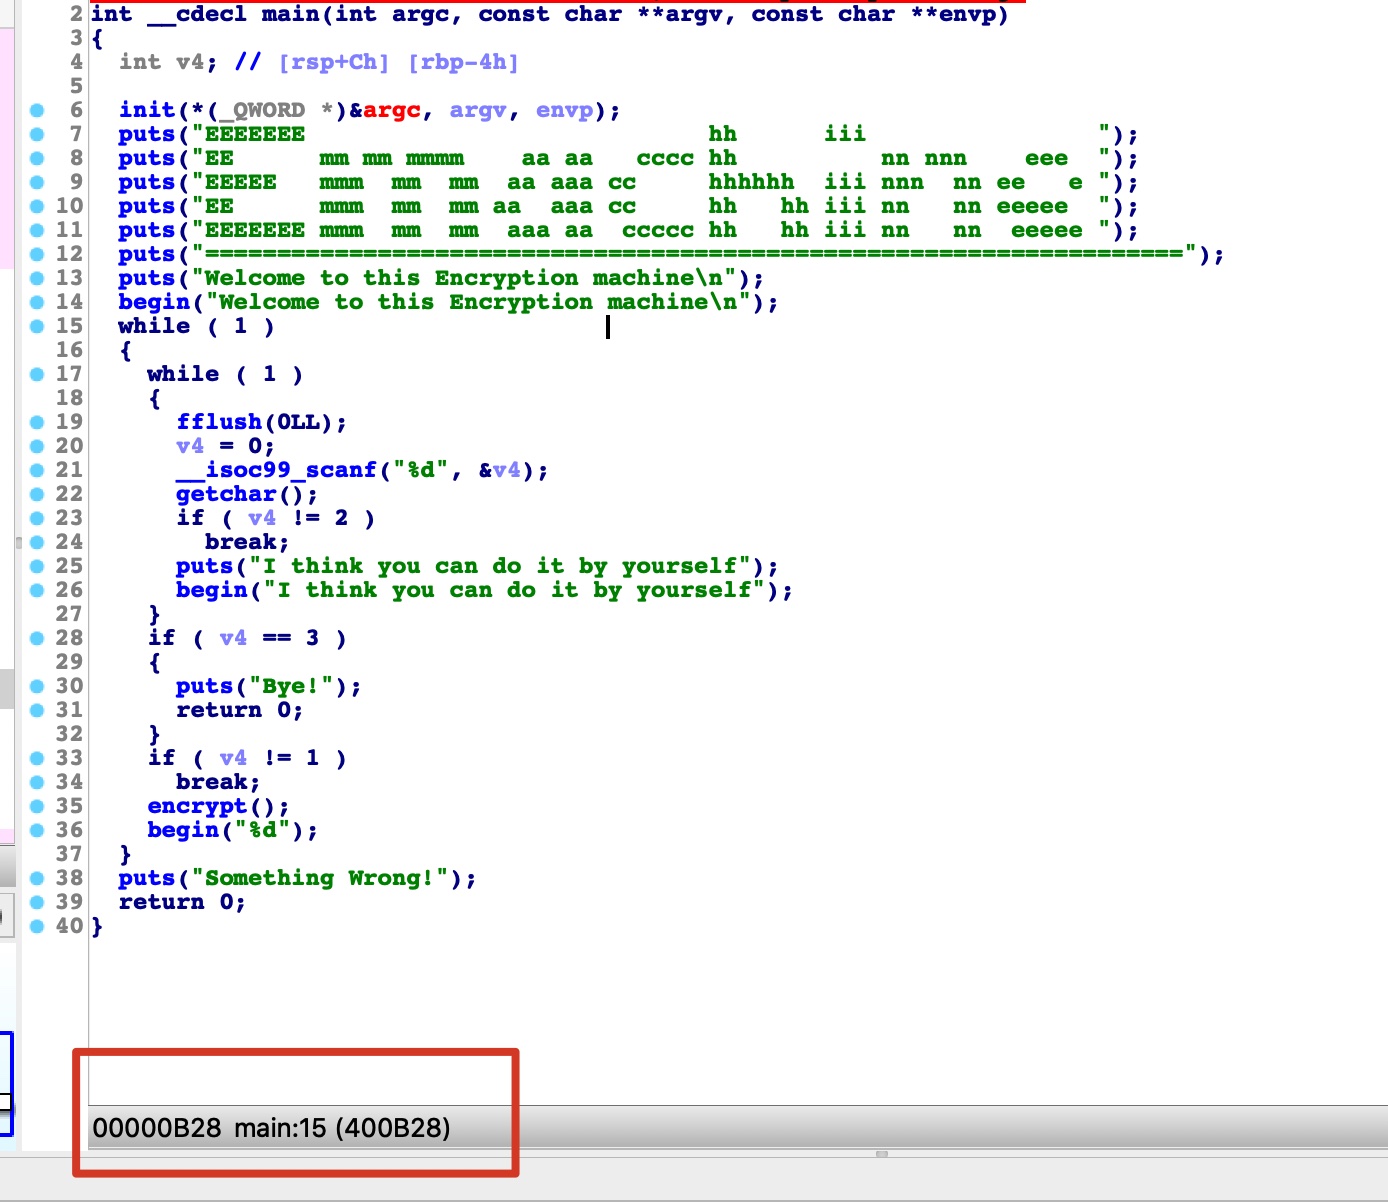 2 int __cdecl main(int argc, const char **argv, const char **envp)
3 {
4   int v4; // [rsp+Ch] [rbp-4h]
5
6   init(*(_QWORD *)&argc, argv, envp);
7   puts("EEEEEEE                            hh      iii                ");
8   puts("EE      mm mm mmmm    aa aa   cccc hh          nn nnn    eee  ");
9   puts("EEEEE   mmm  mm  mm  aa aaa cc     hhhhhh  iii nnn  nn ee   e ");
10   puts("EE      mmm  mm  mm aa  aaa cc     hh   hh iii nn   nn eeeee  ");
11   puts("EEEEEEE mmm  mm  mm  aaa aa  ccccc hh   hh iii nn   nn  eeeee ");
12   puts("====================================================================");
13   puts("Welcome to this Encryption machine\n");
14   begin("Welcome to this Encryption machine\n");
15   while ( 1 )
16   {
17     while ( 1 )
18     {
19       fflush(0LL);
20       v4 = 0;
21       __isoc99_scanf("%d", &v4);
22       getchar();
23       if ( v4 != 2 )
24         break;
25       puts("I think you can do it by yourself");
26       begin("I think you can do it by yourself");
27     }
28     if ( v4 == 3 )
29     {
30       puts("Bye!");
31       return 0;
32     }
33     if ( v4 != 1 )
34       break;
35     encrypt();
36     begin("%d");
37   }
38   puts("Something Wrong!");
39   return 0;
40 }
00000B28 main:15 (400B28)